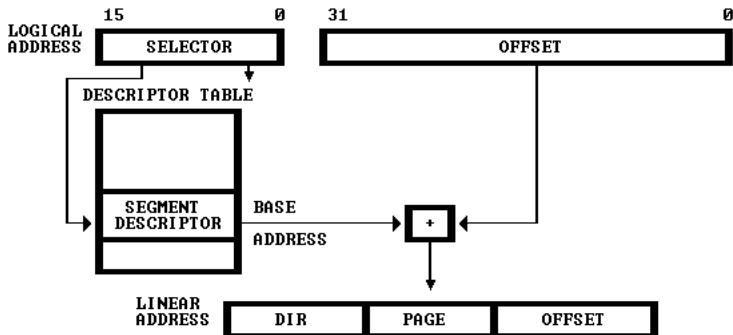 15 0 31 0
LOGICAL
ADDRESS
SELECTOR
OFFSET
DESCRIPTOR TABLE
SEGMENT
DESCRIPTOR
BASE
ADDRESS
+
LINEAR
ADDRESS
DIR PAGE OFFSET